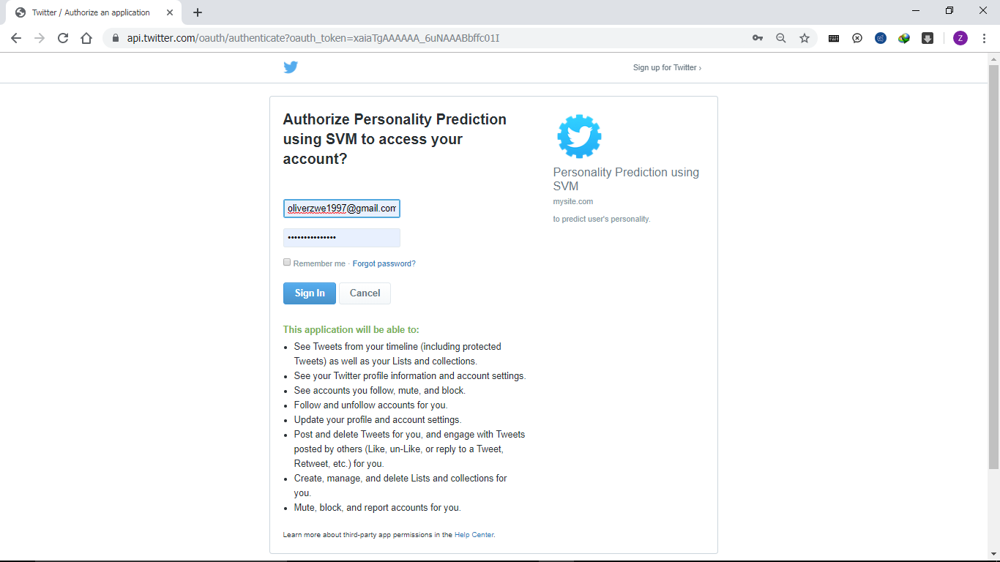 Twitter / Authorize an application
api.twitter.com/oauth/authenticate?oauth_token=xaiaTgAAAAAA_6uNAAABbffc01I
Z
Sign up for Twitter ›
Authorize Personality Prediction
using SVM to access your
account?
oliverzwe1997@gmail.com
•••••••••••••••
Remember me · Forgot password?
Sign In Cancel
Personality Prediction using
SVM
mysite.com
to predict user's personality.
This application will be able to:
• See Tweets from your timeline (including protected
Tweets) as well as your Lists and collections.
• See your Twitter profile information and account settings.
• See accounts you follow, mute, and block.
• Follow and unfollow accounts for you.
• Update your profile and account settings.
• Post and delete Tweets for you, and engage with Tweets
posted by others (Like, un-Like, or reply to a Tweet,
Retweet, etc.) for you.
• Create, manage, and delete Lists and collections for
you.
• Mute, block, and report accounts for you.
Learn more about third-party app permissions in the Help Center.